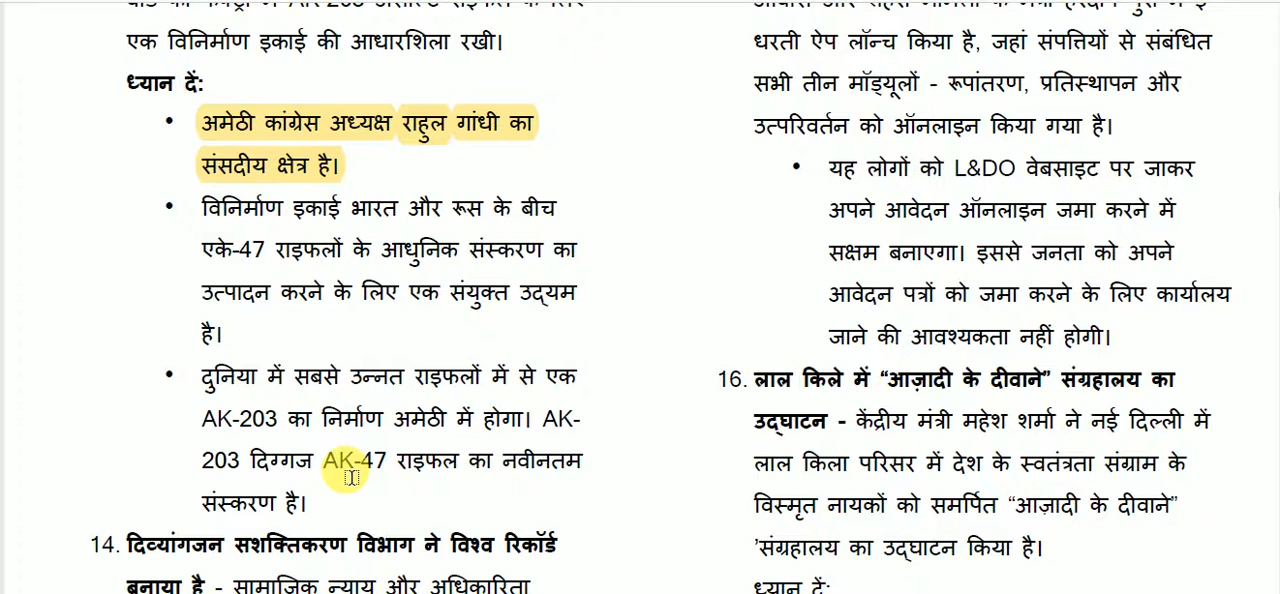 एक विनिर्माण इकाई की आधारशिला रखी।
ध्यान दें:
• अमेठी कांग्रेस अध्यक्ष राहुल गांधी का
संसदीय क्षेत्र है।
• विनिर्माण इकाई भारत और रूस के बीच
एके-47 राइफलों के आधुनिक संस्करण का
उत्पादन करने के लिए एक संयुक्त उद्यम
है।
• दुनिया में सबसे उन्नत राइफलों में से एक
AK-203 का निर्माण अमेठी में होगा। AK-
203 दिग्गज AK-47 राइफल का नवीनतम
संस्करण है।
14. दिव्यांगजन सशक्तिकरण विभाग ने विश्व रिकॉर्ड
बनाया है - सामाजिक न्याय और अधिकारिता
धरती ऐप लॉन्च किया है, जहां संपत्तियों से संबंधित
सभी तीन मॉड्यूलों - रूपांतरण, प्रतिस्थापन और
उत्परिवर्तन को ऑनलाइन किया गया है।
• यह लोगों को L&DO वेबसाइट पर जाकर
अपने आवेदन ऑनलाइन जमा करने में
सक्षम बनाएगा। इससे जनता को अपने
आवेदन पत्रों को जमा करने के लिए कार्यालय
जाने की आवश्यकता नहीं होगी।
16. लाल किले में “आज़ादी के दीवाने” संग्रहालय का
उद्घाटन - केंद्रीय मंत्री महेश शर्मा ने नई दिल्ली में
लाल किला परिसर में देश के स्वतंत्रता संग्राम के
विस्मृत नायकों को समर्पित “आज़ादी के दीवाने”
'संग्रहालय का उद्घाटन किया है।
ध्यान दें: